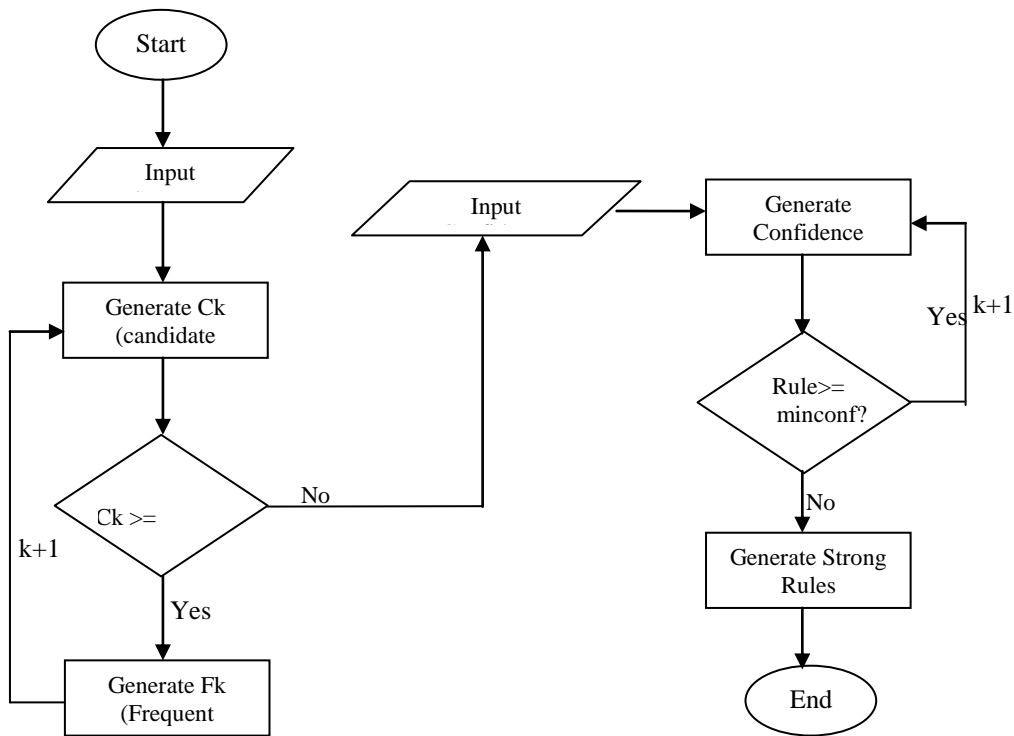 Start
Input
Generate Ck
(candidate
Ck >=
No
k+1
Yes
Generate Fk
(Frequent
Input
Generate
Confidence
Yes
k+1
Rule>=
minconf?
No
Generate Strong
Rules
End